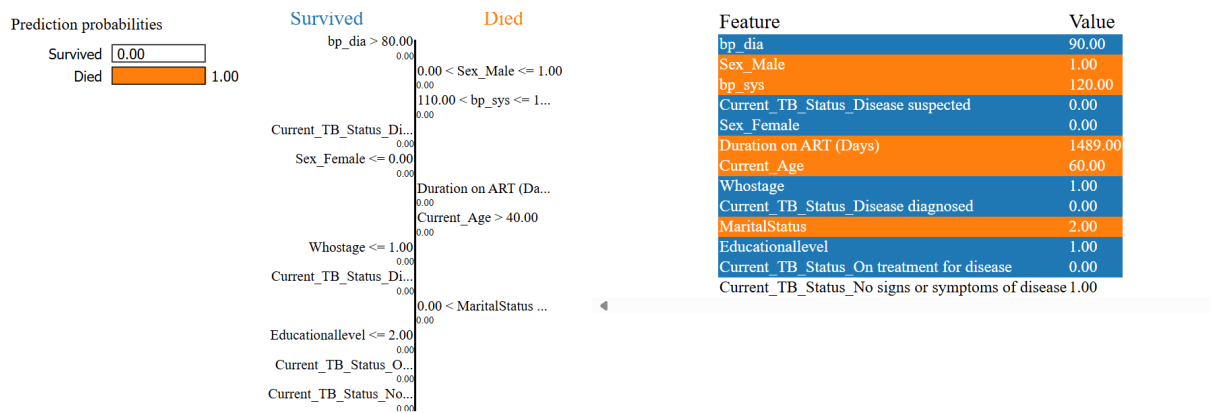 Prediction probabilities
Survived 0.00
Died 1.00
Survived Died
bp_dia > 80.00
0.00
0.00 < Sex_Male <= 1.00
0.00
110.00 < bp_sys <= 1...
0.00
Current_TB_Status_Di...
0.00
Sex_Female <= 0.00
0.00
Duration on ART (Da...
0.00
Current_Age > 40.00
0.00
Whostage <= 1.00
0.00
Current_TB_Status_Di...
0.00
0.00 < MaritalStatus ...
0.00
Educationallevel <= 2.00
0.00
Current_TB_Status_O...
0.00
Current_TB_Status_No...
0.00
Feature Value
bp_dia 90.00
Sex_Male 1.00
bp_sys 120.00
Current_TB_Status_Disease suspected 0.00
Sex_Female 0.00
Duration on ART (Days) 1489.00
Current_Age 60.00
Whostage 1.00
Current_TB_Status_Disease diagnosed 0.00
MaritalStatus 2.00
Educationallevel 1.00
Current_TB_Status_On treatment for disease 0.00
Current_TB_Status_No signs or symptoms of disease 1.00